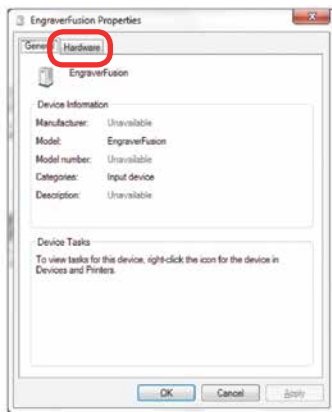 EngraverFusion Properties
General Hardware
EngraverFusion
Device Information
Manufacturer: Unavailable
Model: EngraverFusion
Model number: Unavailable
Categories: Input device
Description: Unavailable
Device Tasks
To view tasks for this device, right-click the icon for the device in
Devices and Printers.
OK Cancel Apply